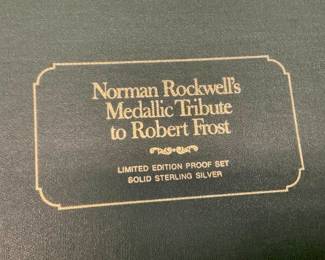 Norman Rockwell's
Medallic Tribute
to Robert Frost
LIMITED EDITION PROOF SET
SOLID STERLING SILVER